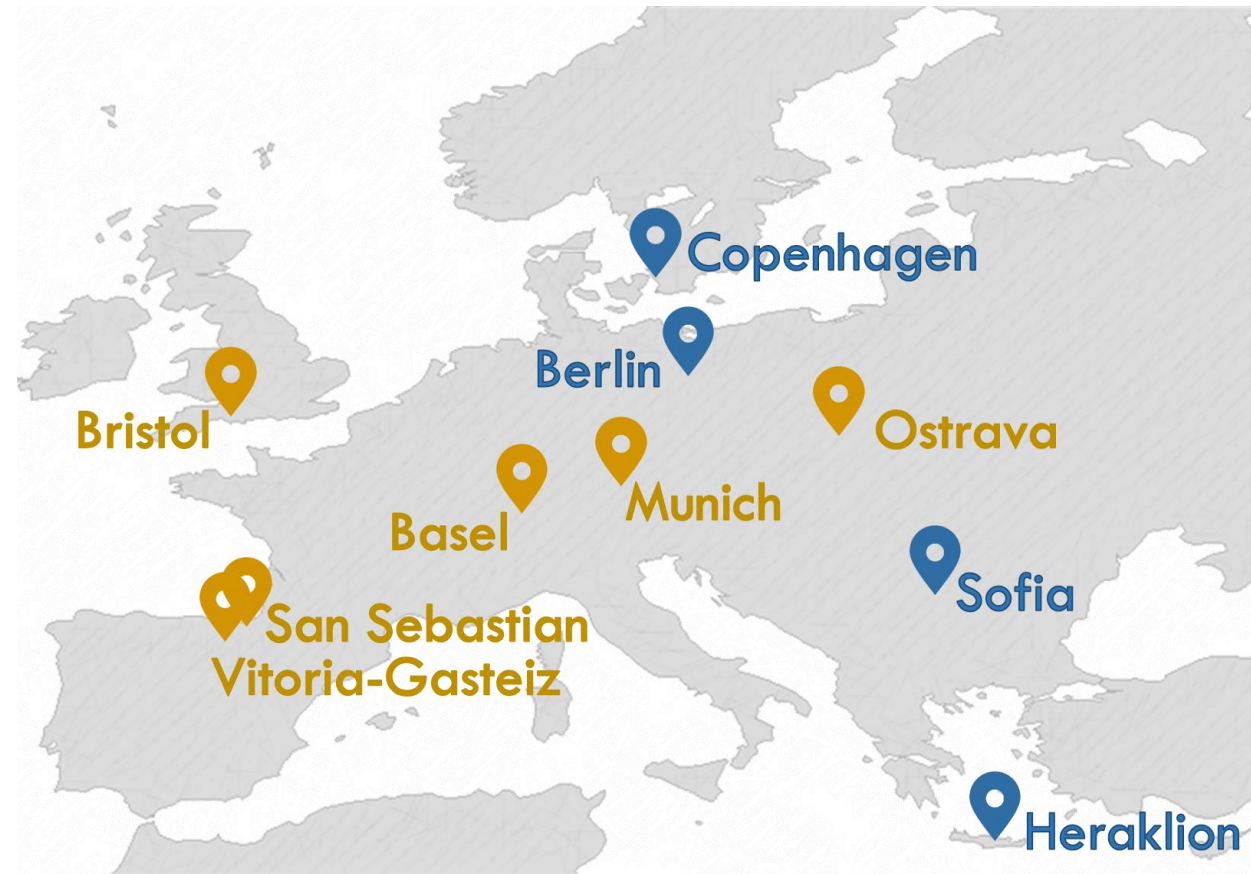 Copenhagen
Berlin
Bristol
Ostrava
Munich
Basel
Sofia
San Sebastian
Vitoria-Gasteiz
Heraklion